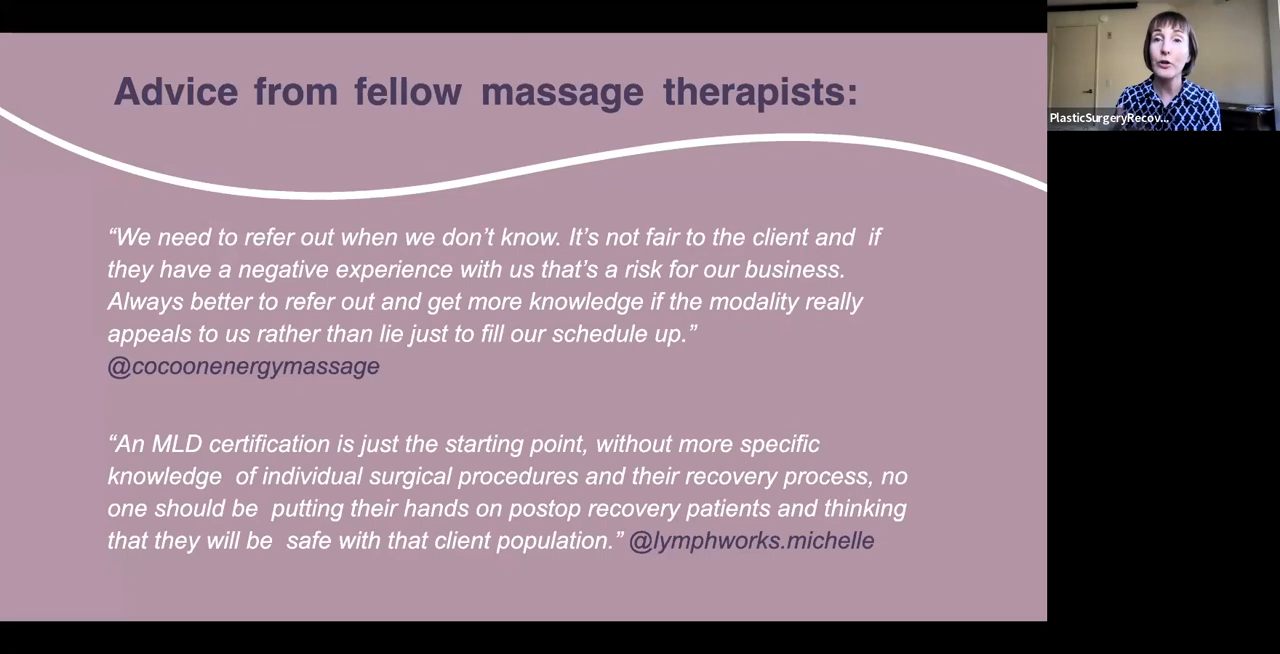 Advice from fellow massage therapists:
PlasticSurgeryRecov...
“We need to refer out when we don’t know. It’s not fair to the client and if
they have a negative experience with us that’s a risk for our business.
Always better to refer out and get more knowledge if the modality really
appeals to us rather than lie just to fill our schedule up.”
@cocoonenergymassage
“An MLD certification is just the starting point, without more specific
knowledge of individual surgical procedures and their recovery process, no
one should be putting their hands on postop recovery patients and thinking
that they will be safe with that client population.” @lymphworks.michelle